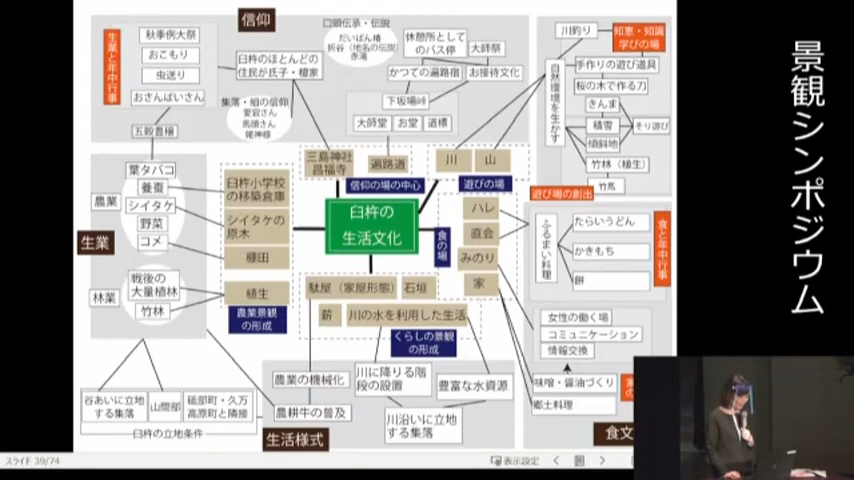 信仰
口頭伝承・伝説
だいばん椿
折谷(地名の伝説)
赤滝
休憩所として
のバス停
大師祭
かつての遍路宿
お接待文化
下坂場峠
大師堂
お堂
道標
生業と年中行事
秋季例大祭
おこもり
虫送り
おさんばいさん
五穀豊穣
臼杵のほとんどの
住民が氏子・檀家
集落・組の信仰
愛宕さん
馬頭さん
三島神社
昌福寺
遍路道
信仰の場の中心
川
山
遊びの場
川釣り
知恵・知識
学びの場
自然環境を生かす
手作りの遊び道具
桜の木で作る刀
きんま
積雪
傾斜地
そり遊び
竹林(植生)
竹馬
遊び場の創出
農業
葉タバコ
養蚕
シイタケ
野菜
コメ
生業
林業
戦後の
大量植林
竹林
臼杵小学校
の移築倉庫
シイタケの
原木
棚田
植生
農業景観
の形成
臼杵の
生活文化
食の場
ハレ
直会
みのり
家
ふるまい料理
たらいうどん
かきもち
餅
食と年中行事
駄屋(家屋形態)
石垣
薪
川の水を利用した生活
くらしの景観
の形成
女性の働く場
コミュニケーション
情報交換
味噌・醤油づくり
郷土料理
食文
農業の機械化
農耕牛の普及
川に降りる階
段の設置
豊富な水資源
川沿いに立地
する集落
生活様式
谷あいに立地
する集落
山間部
砥部町・久万
高原町と隣接
臼杵の立地条件
景観シンポジウム
スライド 39/74
表示設定